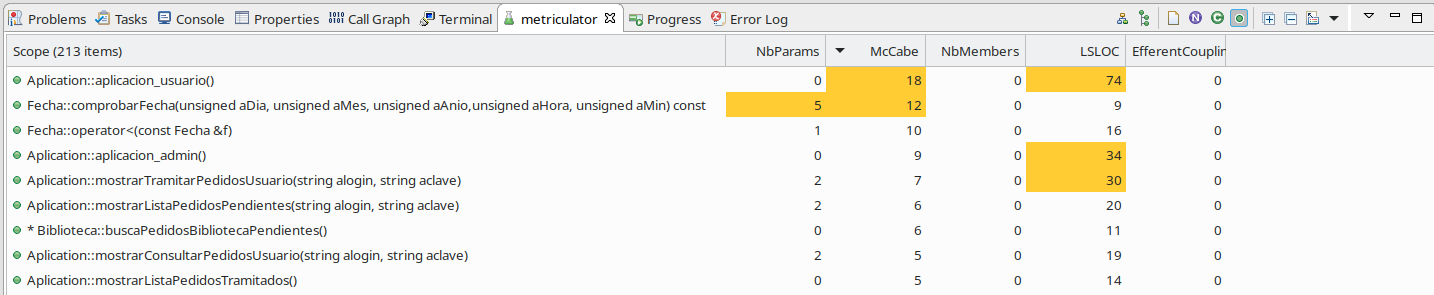 Problems Tasks Console Properties Call Graph Terminal metriculator Progress Error Log
Scope (213 items) NbParams McCabe NbMembers LSLOC EfferentCouplin
Aplication::aplicacion_usuario() 0 18 0 74 0
Fecha::comprobarFecha(unsigned aDia, unsigned aMes, unsigned aAnio,unsigned aHora, unsigned aMin) const 5 12 0 9 0
Fecha::operator<(const Fecha &f) 1 10 0 16 0
Aplication::aplicacion_admin() 0 9 0 34 0
Aplication::mostrarTramitarPedidosUsuario(string alogin, string aclave) 2 7 0 30 0
Aplication::mostrarListaPedidosPendientes(string alogin, string aclave) 2 6 0 20 0
* Biblioteca::buscaPedidosBibliotecaPendientes() 0 6 0 11 0
Aplication::mostrarConsultarPedidosUsuario(string alogin, string aclave) 2 5 0 19 0
Aplication::mostrarListaPedidosTramitados() 0 5 0 14 0